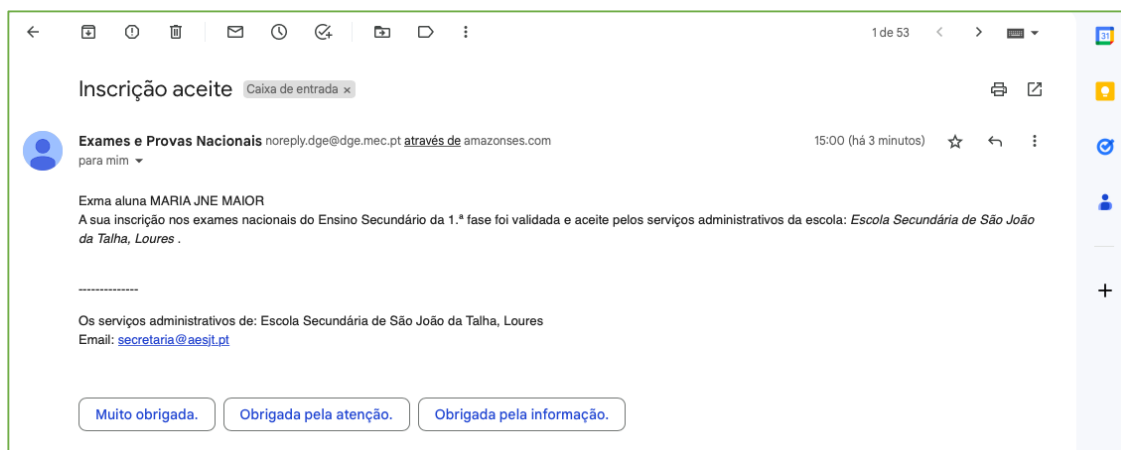 1 de 53
31
Inscrição aceite Caixa de entrada ×
Exames e Provas Nacionais noreply.dge@dge.mec.pt através de amazonses.com 15:00 (há 3 minutos)
para mim
Exma aluna MARIA JNE MAIOR
A sua inscrição nos exames nacionais do Ensino Secundário da 1.ª fase foi validada e aceite pelos serviços administrativos da escola: Escola Secundária de São João
da Talha, Loures .
--------------
Os serviços administrativos de: Escola Secundária de São João da Talha, Loures
Email: secretaria@aesjt.pt
Muito obrigada. Obrigada pela atenção. Obrigada pela informação.